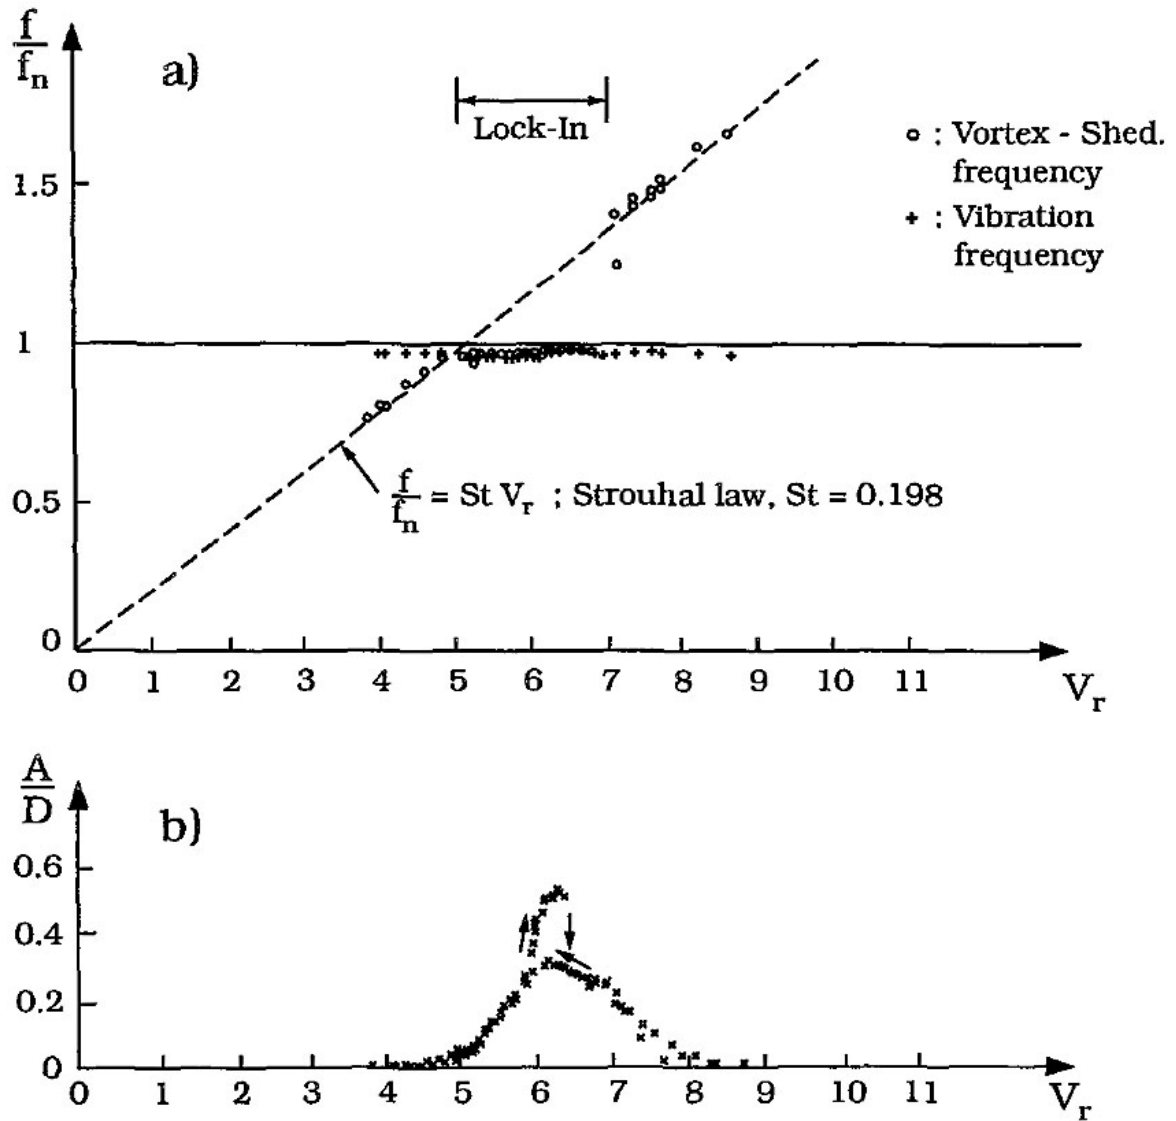 f
fn
a)
Lock-In
o : Vortex - Shed.
frequency
+ : Vibration
frequency
1.5
1
0.5
0
f
fn = St Vr ; Strouhal law, St = 0.198
0 1 2 3 4 5 6 7 8 9 10 11
Vr
A
D
b)
0.6
0.4
0.2
0
0 1 2 3 4 5 6 7 8 9 10 11
Vr